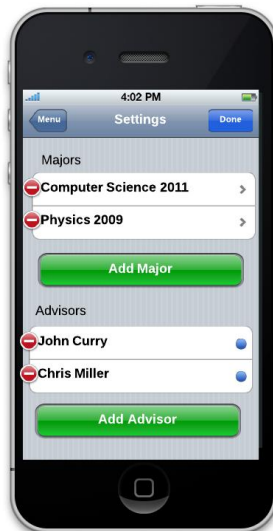 4:02 PM
Menu Settings Done
Majors
Computer Science 2011
Physics 2009
Add Major
Advisors
John Curry
Chris Miller
Add Advisor